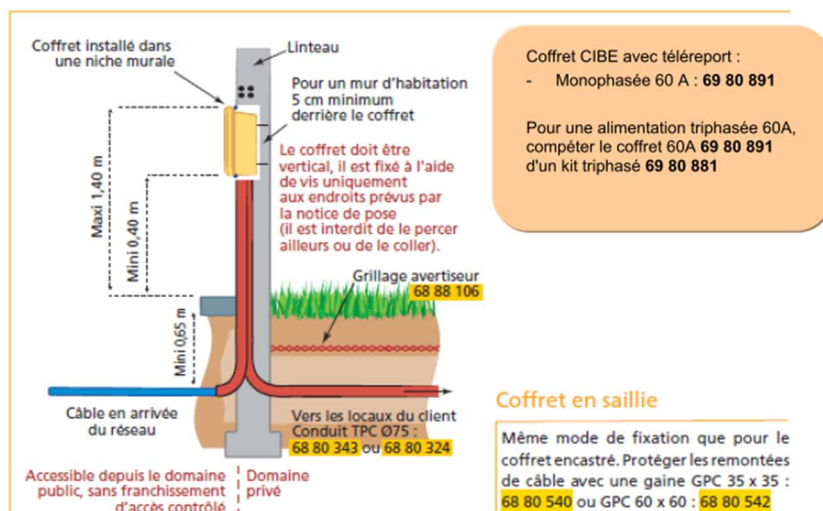 Coffret installé dans
une niche murale
Linteau
Pour un mur d'habitation
5 cm minimum
derrière le coffret
Le coffret doit être
vertical, il est fixé à l'aide
de vis uniquement
aux endroits prévus par
la notice de pose
(il est interdit de le percer
ailleurs ou de le coller).
Maxi 1,40 m
Mini 0,40 m
Mini 0,65 m
Grillage avertiseur
68 88 106
Câble en arrivée
du réseau
Vers les locaux du client
Conduit TPC Ø75 :
68 80 343 ou 68 80 324
Accessible depuis le domaine
public, sans franchissement
d'accès contrôlé
Domaine
privé
Coffret CIBE avec téléreport :
- Monophasée 60 A : 69 80 891
Pour une alimentation triphasée 60A,
compéter le coffret 60A 69 80 891
d'un kit triphasé 69 80 881
Coffret en saillie
Même mode de fixation que pour le
coffret encastré. Protéger les remontées
de câble avec une gaine GPC 35 x 35 :
68 80 540 ou GPC 60 x 60 : 68 80 542